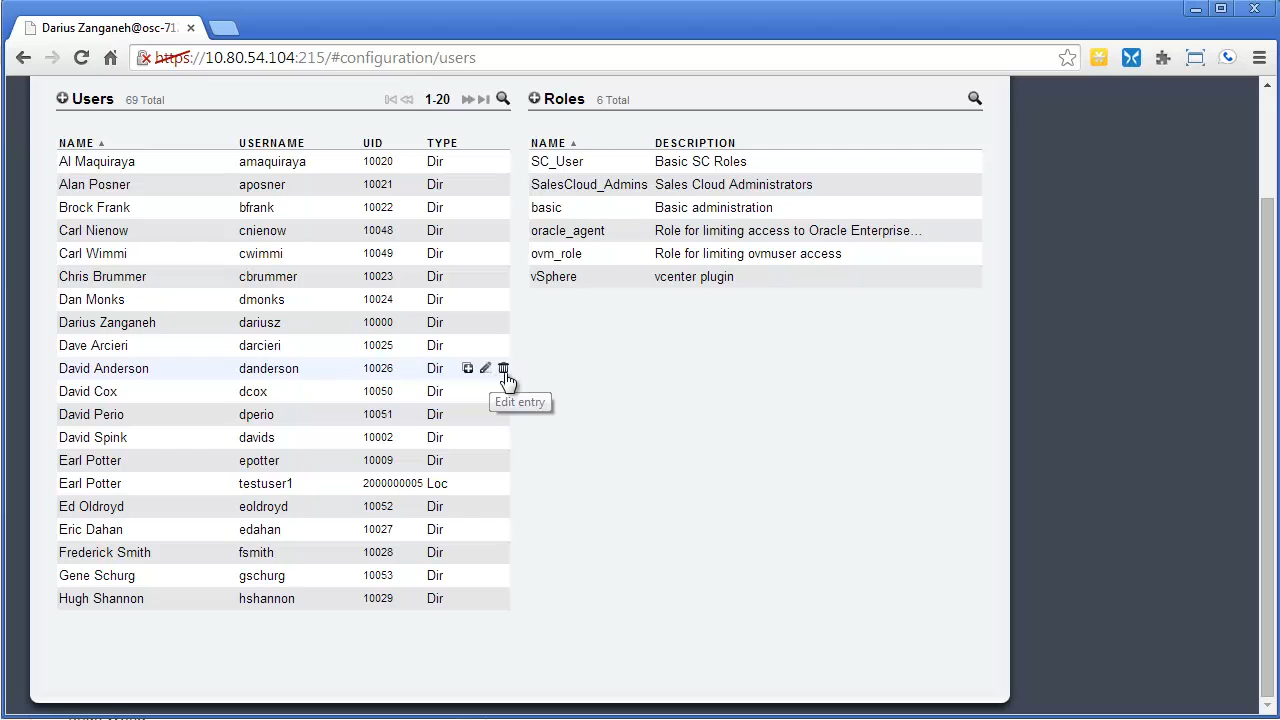 Darius Zanganeh@osc-71
https://10.80.54.104:215/#configuration/users
Users 69 Total 1-20
Roles 6 Total
NAME USERNAME UID TYPE
Al Maquiraya amaquiraya 10020 Dir
Alan Posner aposner 10021 Dir
Brock Frank bfrank 10022 Dir
Carl Nienow cnienow 10048 Dir
Carl Wimmi cwimmi 10049 Dir
Chris Brummer cbrummer 10023 Dir
Dan Monks dmonks 10024 Dir
Darius Zanganeh dariusz 10000 Dir
Dave Arcieri darcieri 10025 Dir
David Anderson danderson 10026 Dir
David Cox dcox 10050 Dir
Edit entry
David Perio dperio 10051 Dir
David Spink davids 10002 Dir
Earl Potter epotter 10009 Dir
Earl Potter testuser1 2000000005 Loc
Ed Oldroyd eoldroyd 10052 Dir
Eric Dahan edahan 10027 Dir
Frederick Smith fsmith 10028 Dir
Gene Schurg gschurg 10053 Dir
Hugh Shannon hshannon 10029 Dir
NAME DESCRIPTION
SC_User Basic SC Roles
SalesCloud_Admins Sales Cloud Administrators
basic Basic administration
oracle_agent Role for limiting access to Oracle Enterprise...
ovm_role Role for limiting ovmuser access
vSphere vcenter plugin